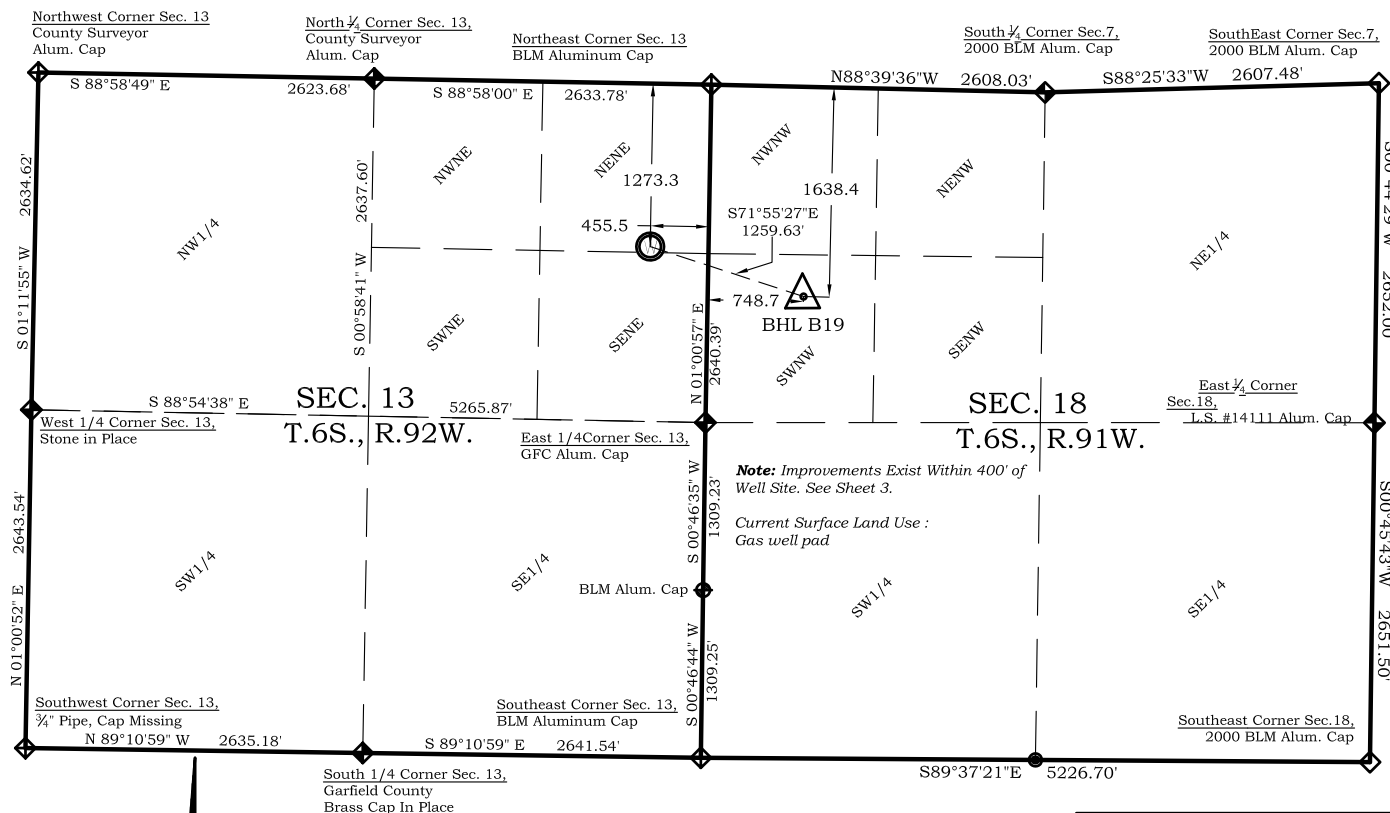 Northwest Corner Sec. 13
County Surveyor
Alum. Cap
North ¼ Corner Sec. 13,
County Surveyor
Alum. Cap
Northeast Corner Sec. 13
BLM Aluminum Cap
South ¼ Corner Sec.7,
2000 BLM Alum. Cap
SouthEast Corner Sec.7,
2000 BLM Alum. Cap
S 88°58'49" E
2623.68'
S 88°58'00" E
2633.78'
N88°39'36"W
2608.03'
S88°25'33"W
2607.48'
S 01°11'55" W
2634.62'
S 00°58'41" W
2637.60'
NW1/4
NWNE
NENE
1273.3
455.5
NWNW
1638.4
S71°55'27"E
1259.63'
NENW
NE1/4
748.7
BHL B19
SWNE
SENE
N 01°00'57" E
2640.39'
SWNW
SENW
S 88°54'38" E
5265.87'
SEC. 13
T.6S., R.92W.
SEC. 18
T.6S., R.91W.
West 1/4 Corner Sec. 13,
Stone in Place
East 1/4Corner Sec. 13,
GFC Alum. Cap
East ¼ Corner
Sec.18,
L.S. #14111 Alum. Cap
Note: Improvements Exist Within 400' of
Well Site. See Sheet 3.
Current Surface Land Use :
Gas well pad
N 01°00'52" E
2643.54'
SW1/4
SE1/4
S 00°46'35" W
1309.23'
BLM Alum. Cap
S 00°46'44" W
1309.25'
SW1/4
SE1/4
S00°45'43"W
2651.50'
Southwest Corner Sec. 13,
¾" Pipe, Cap Missing
N 89°10'59" W
2635.18'
Southeast Corner Sec. 13,
BLM Aluminum Cap
S 89°10'59" E
2641.54'
Southeast Corner Sec.18,
2000 BLM Alum. Cap
S89°37'21"E
5226.70'
South 1/4 Corner Sec. 13,
Garfield County
Brass Cap In Place